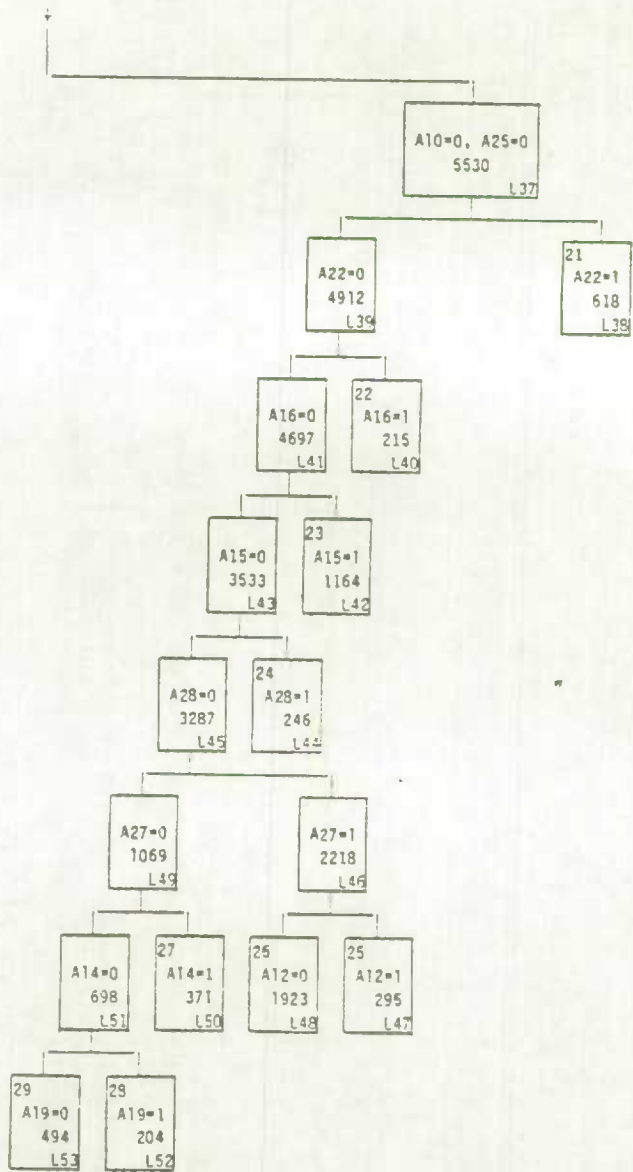 A10=0, A25=0
5530
L37
A22=0
4912
L39
21
A22=1
618
L38
A16=0
4697
L41
22
A16=1
215
L40
A15=0
3533
L43
23
A15=1
1164
L42
A28=0
3287
L45
24
A28=1
246
L44
A27=0
1069
L49
A27=1
2218
L46
A14=0
698
L51
27
A14=1
371
L50
25
A12=0
1923
L48
25
A12=1
295
L47
29
A19=0
494
L53
28
A19=1
204
L52